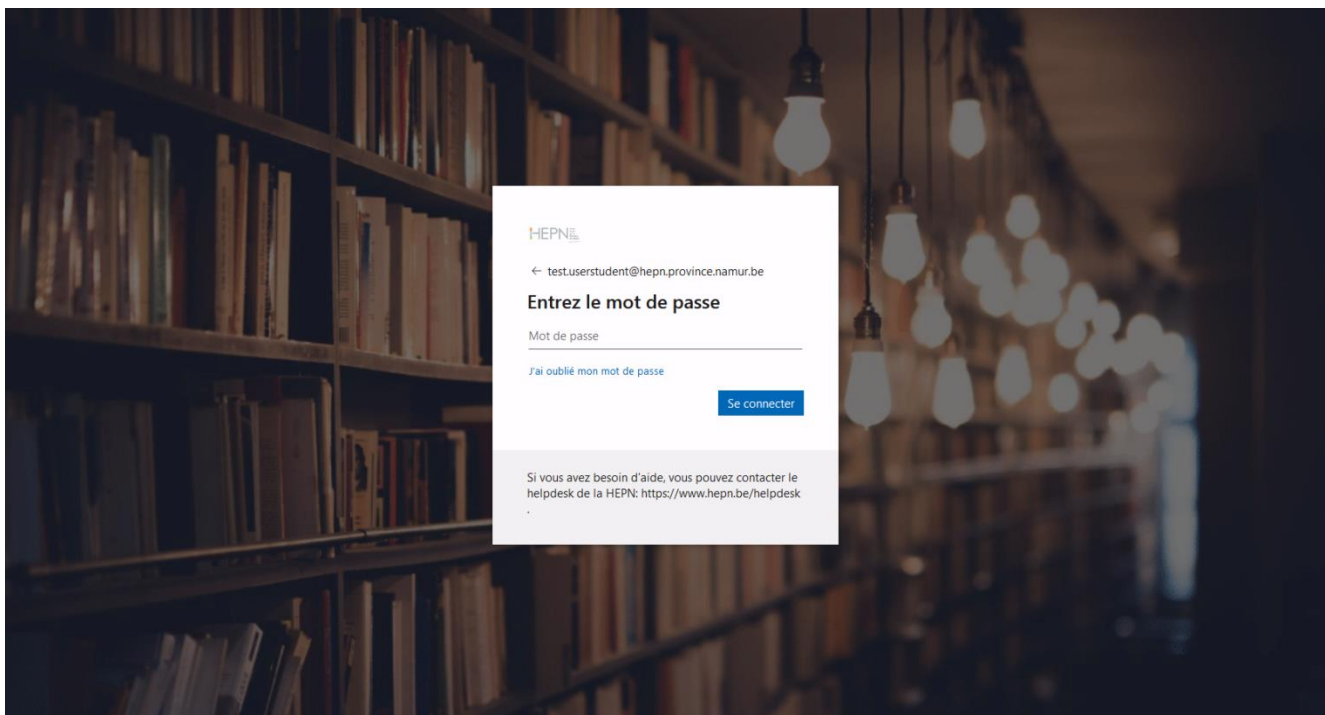 HEPN
← test.userstudent@hepn.province.namur.be
Entrez le mot de passe
Mot de passe
J'ai oublié mon mot de passe
Se connecter
Si vous avez besoin d'aide, vous pouvez contacter le
helpdesk de la HEPN: https://www.hepn.be/helpdesk
.